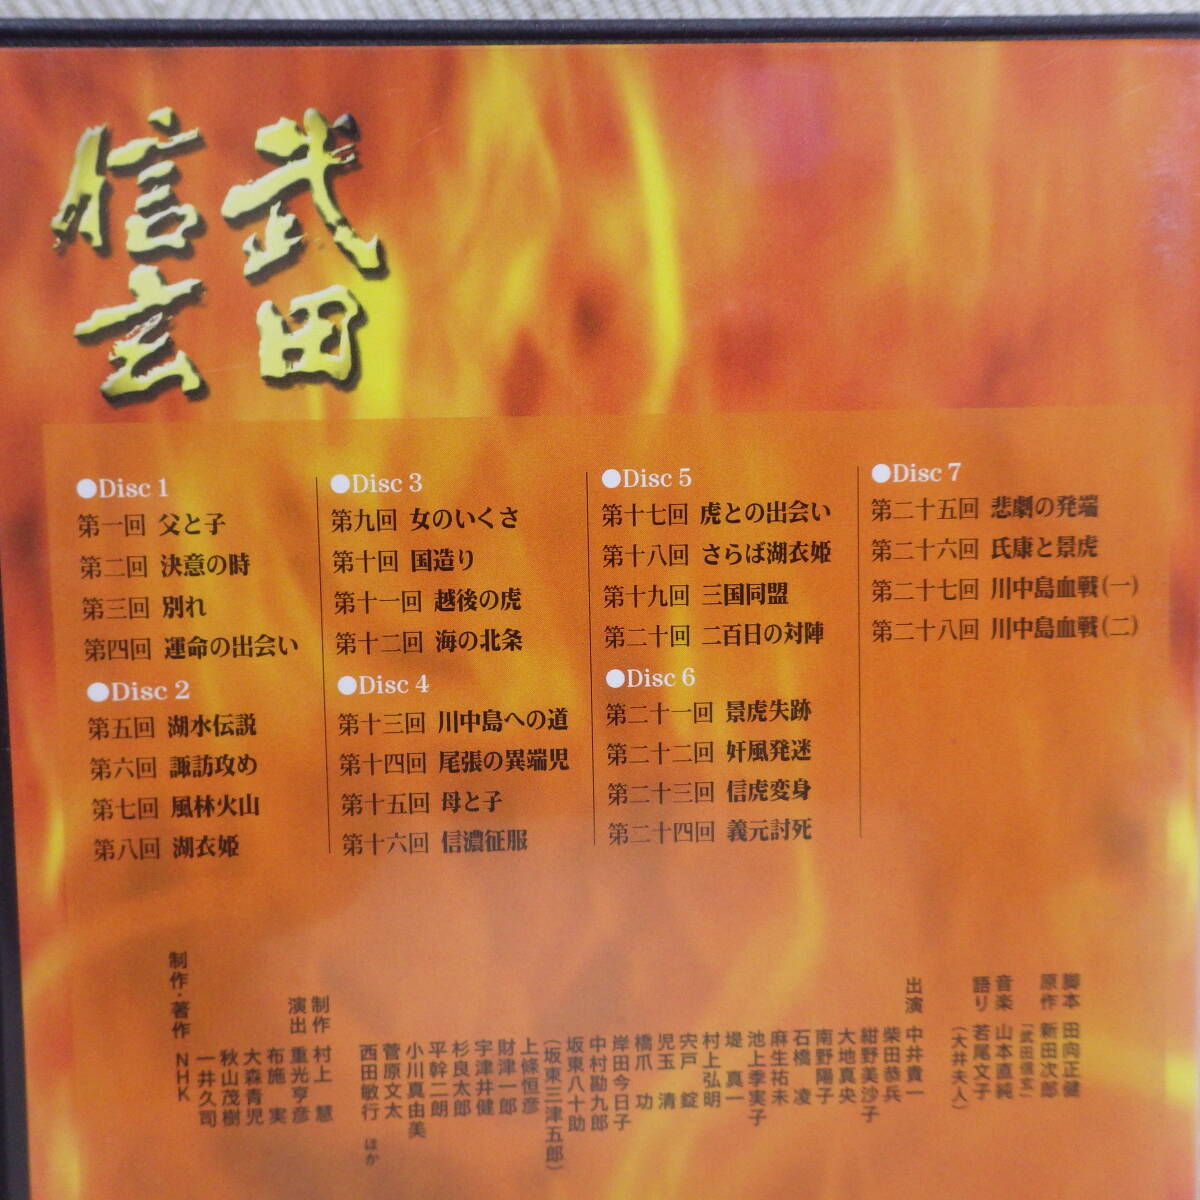 武田
信玄
●Disc 1
第一回 父と子
第二回 決意の時
第三回 別れ
第四回 運命の出会い
●Disc 2
第五回 湖水伝説
第六回 諏訪攻め
第七回 風林火山
第八回 湖衣姫
●Disc 3
第九回 女のいくさ
第十回 国造り
第十一回 越後の虎
第十二回 海の北条
●Disc 4
第十三回 川中島への道
第十四回 尾張の異端児
第十五回 母と子
第十六回 信濃征服
●Disc 5
第十七回 虎との出会い
第十八回 さらば湖衣姫
第十九回 三国同盟
第二十回 二百日の対陣
●Disc 6
第二十一回 景虎失跡
第二十二回 奸風発迷
第二十三回 信虎変身
第二十四回 義元討死
●Disc 7
第二十五回 悲劇の発端
第二十六回 氏康と景虎
第二十七回 川中島血戦(一)
第二十八回 川中島血戦(二)
脚本 田向正健
原作 新田次郎
「武田信玄」
音楽 山本直純
語り 若尾文子
(大井夫人)
出演 中井貴一
柴田恭兵
紺野美沙子
大地真央
南野陽子
石橋 凌
麻生祐未
池上季実子
堤 真一
村上弘明
宍戸 錠
児玉 清
橋爪 功
岸田今日子
中村勘九郎
坂東八十助
(坂東三津五郎)
上條恒彦
財津一郎
宇津井健
杉良太郎
平幹二朗
小川真由美
菅原文太
西田敏行 ほか
制作 村上 慧
演出 重光亨彦
布施 実
大森青児
秋山茂樹
一井久司
制作・著作 NHK